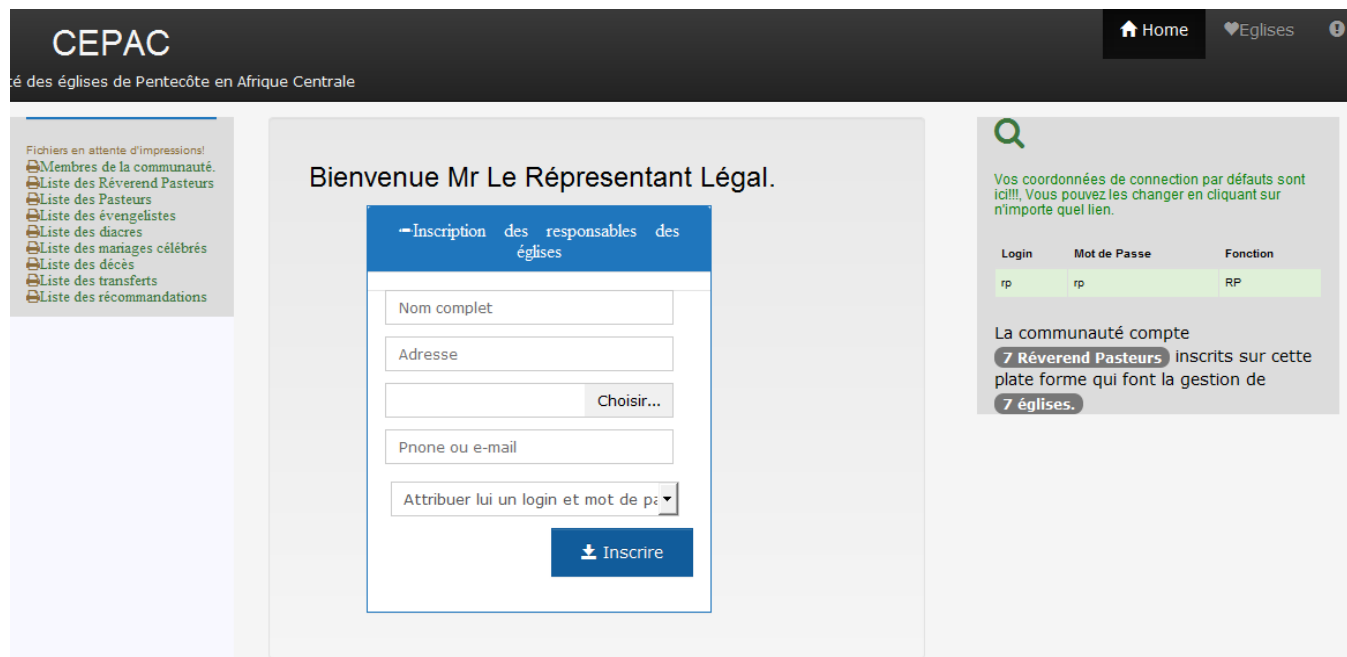 CEPAC
Home
Eglises
té des églises de Pentecôte en Afrique Centrale
Fichiers en attente d'impressions!
Membres de la communauté.
Liste des Réverend Pasteurs
Liste des Pasteurs
Liste des évengelistes
Liste des diacres
Liste des mariages célébrés
Liste des décès
Liste des transferts
Liste des récommandations
Bienvenue Mr Le Répresentant Légal.
Inscription des responsables des
églises
Nom complet
Adresse
Choisir...
Pnone ou e-mail
Attribuer lui un login et mot de pa
Inscrire
Vos coordonnées de connection par défauts sont
ici!!!, Vous pouvez les changer en cliquant sur
n'importe quel lien.
Login Mot de Passe Fonction
rp rp RP
La communauté compte
7 Réverend Pasteurs inscrits sur cette
plate forme qui font la gestion de
7 églises.